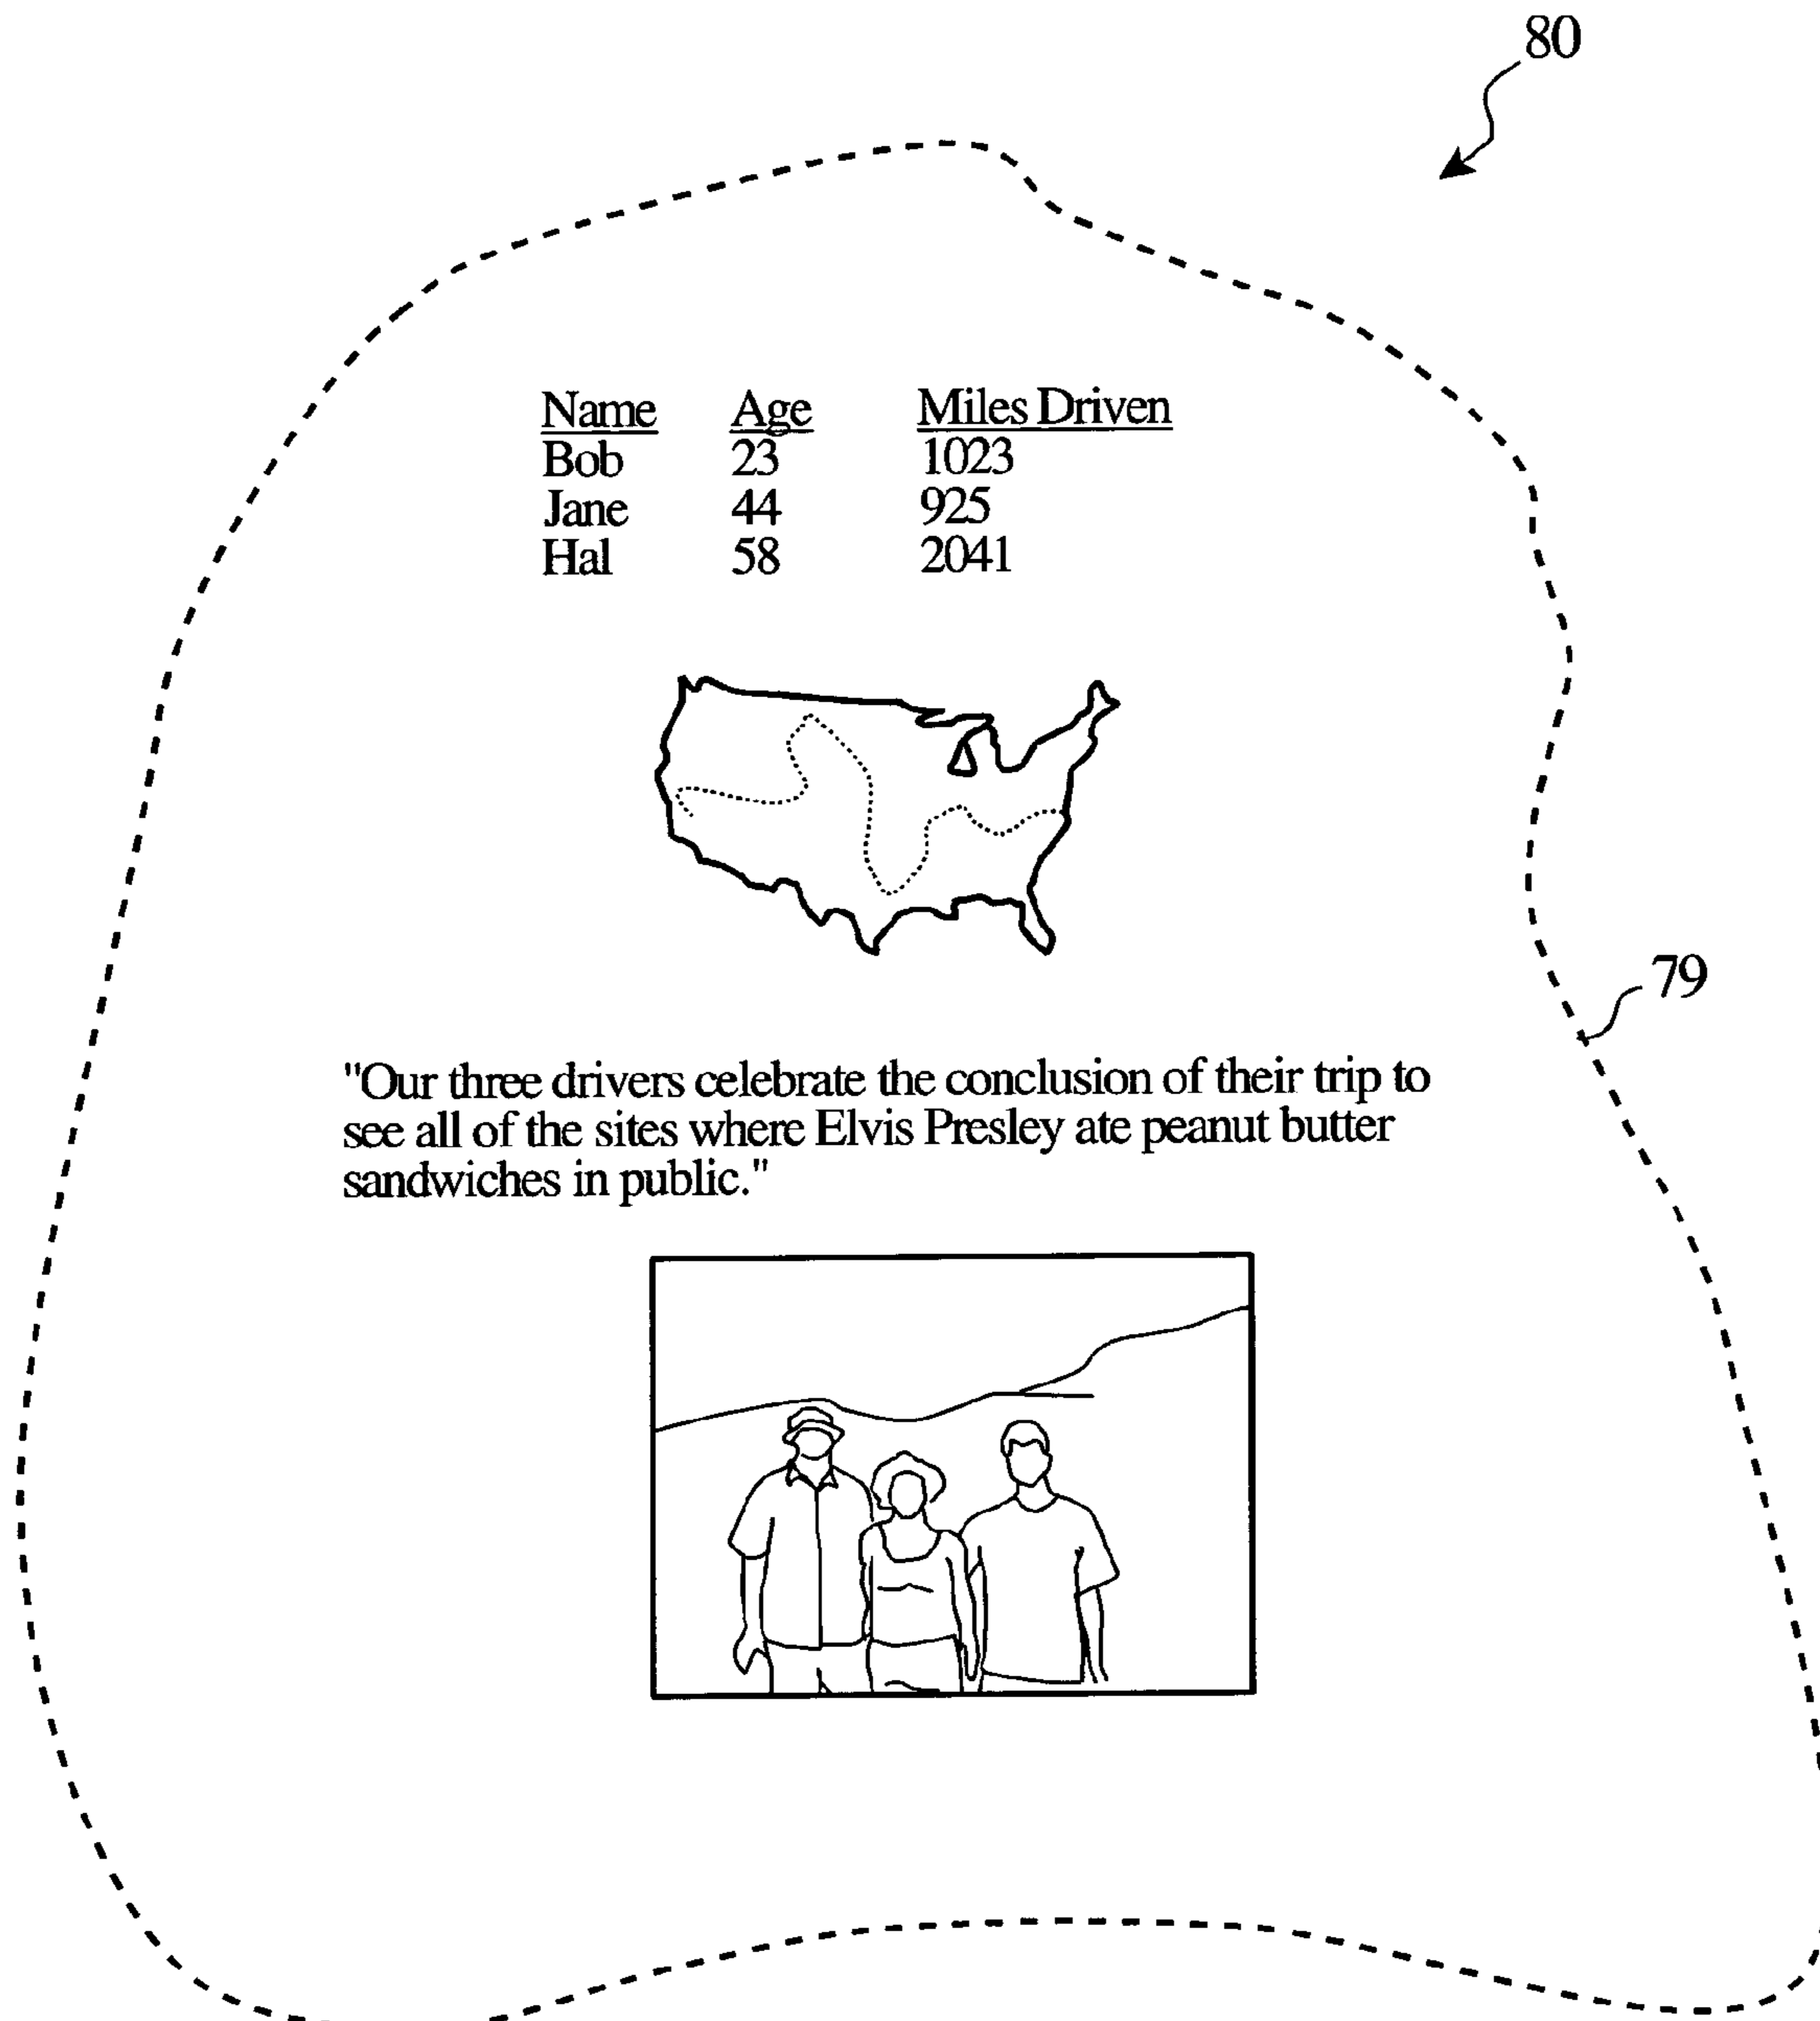 80
Name Age Miles Driven
Bob 23 1023
Jane 44 925
Hal 58 2041
79
"Our three drivers celebrate the conclusion of their trip to
see all of the sites where Elvis Presley ate peanut butter
sandwiches in public."